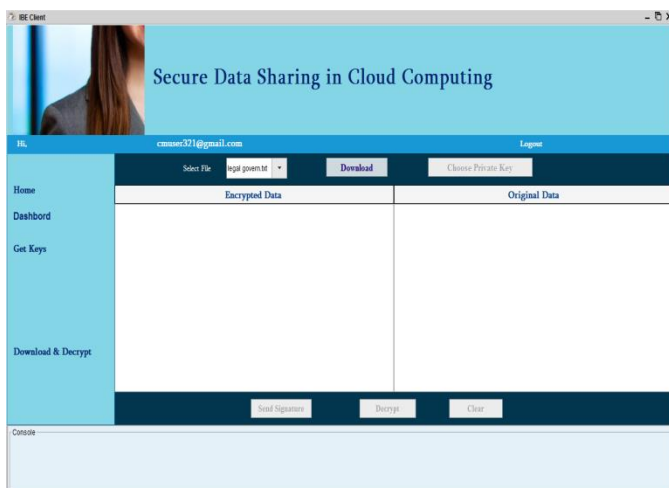 IBE Client
Secure Data Sharing in Cloud Computing
Hi, cmuser321@gmail.com Logout
Select File legal govern.txt Download Choose Private Key
Home
Dashbord
Get Keys
Download & Decrypt
Encrypted Data Original Data
Send Signature Decrypt Clear
Console